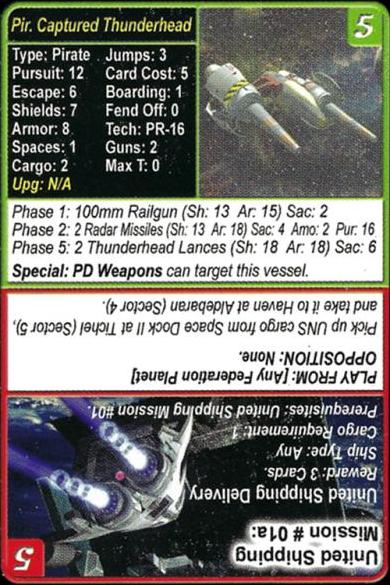 Pir. Captured Thunderhead
5
Type: Pirate Jumps: 3
Pursuit: 12 Card Cost: 5
Escape: 6 Boarding: 1
Shields: 7 Fend Off: 0
Armor: 8 Tech: PR-16
Spaces: 1 Guns: 2
Cargo: 2 Max T: 0
Upg: N/A
Phase 1: 100mm Railgun (Sh: 13 Ar: 15) Sac: 2
Phase 2: 2 Radar Missiles (Sh: 13 Ar: 18) Sac: 4 Amo: 2 Pur: 16
Phase 5: 2 Thunderhead Lances (Sh: 18 Ar: 18) Sac: 6
Special: PD Weapons can target this vessel.
United Shipping
Mission # 01a:
5
United Shipping Delivery
Reward: 3 Cards.
Ship Type: Any
Cargo Requirement: 1
Prerequisites: United Shipping Mission #01.
PLAY FROM: [Any Federation Planet]
OPPOSITION: None.
Pick up UNS cargo from Space Dock II at Tichel (Sector 5),
and take it to Haven at Aldebaran (Sector 4).